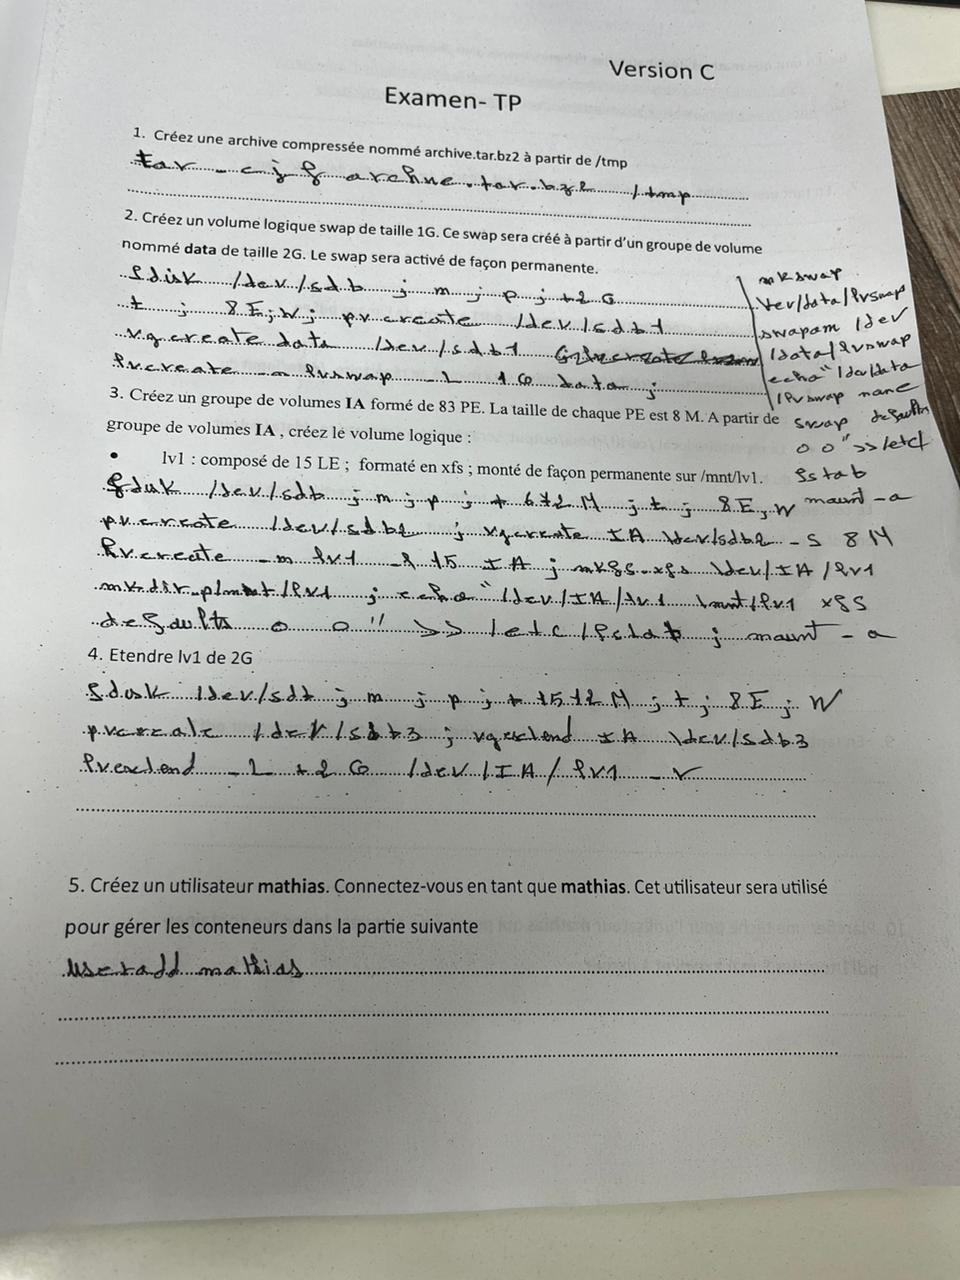 Version C
Examen- TP
1. Créez une archive compressée nommé archive.tar.bz2 à partir de /tmp
tar - cjf archive.tar.bz2 /tmp
2. Créez un volume logique swap de taille 1G. Ce swap sera créé à partir d'un groupe de volume
nommé data de taille 2G. Le swap sera activé de façon permanente.
fdisk /dev/sdb ; m ; p ; +2G
t ; 8E ; W ; pvcreate /dev/sdb1
vgcreate data /dev/sdb1
lvcreate -n lvswap -L 1G data ;
mkswap
/dev/data/lvswap
swapon /dev
/data/lvswap
echo "/dev/data
/lvswap none
swap defaults
0 0" >> /etc/
fstab
3. Créez un groupe de volumes IA formé de 83 PE. La taille de chaque PE est 8 M. A partir de
groupe de volumes IA , créez le volume logique :
• lv1 : composé de 15 LE ; formaté en xfs ; monté de façon permanente sur /mnt/lv1.
fdisk /dev/sdb ; m ; p ; + 672M ; t ; 8E ; W mount -a
pvcreate /dev/sdb2 ; vgcreate IA /dev/sdb2 -s 8M
lvcreate -n lv1 -l 15 IA ; mkfs.xfs /dev/IA/lv1
mkdir -p /mnt/lv1 ; echo "/dev/IA/lv1 /mnt/lv1 xfs
defaults 0 0" >> /etc/fstab ; mount -a
4. Etendre lv1 de 2G
fdisk /dev/sdb ; m ; p ; + 1512M ; t ; 8E ; W
pvcreate /dev/sdb3 ; vgextend IA /dev/sdb3
lvextend -L +2G /dev/IA/lv1 -r
5. Créez un utilisateur mathias. Connectez-vous en tant que mathias. Cet utilisateur sera utilisé
pour gérer les conteneurs dans la partie suivante
useradd mathias